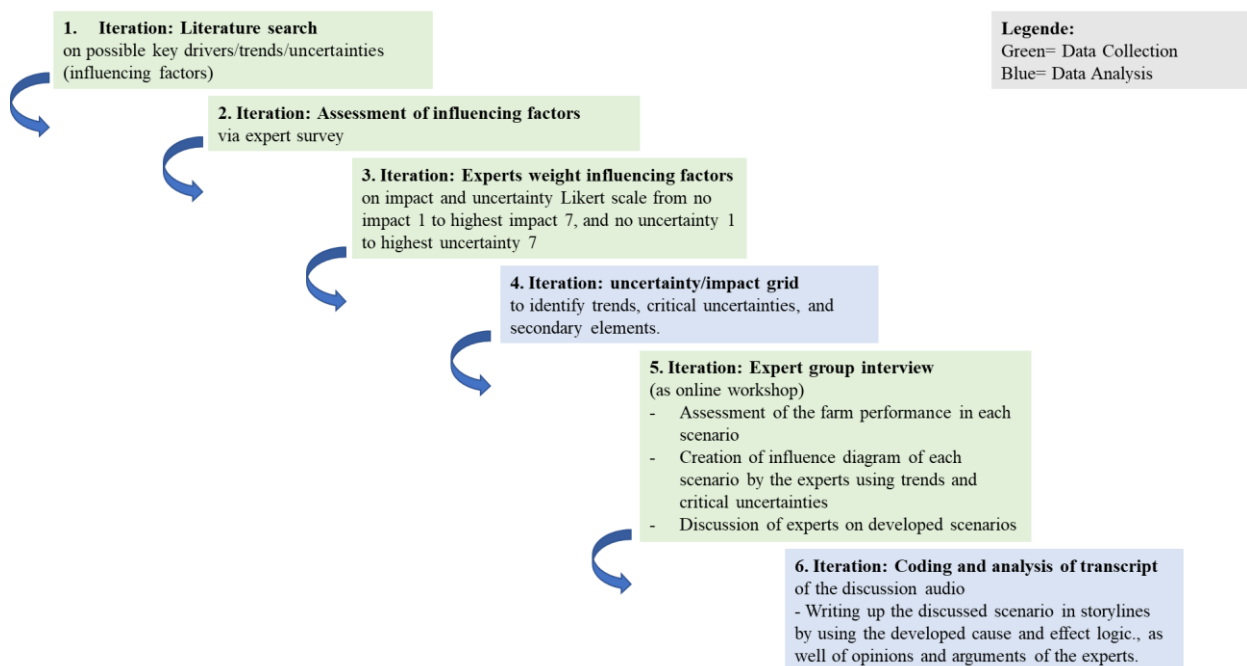 1. Iteration: Literature search
on possible key drivers/trends/uncertainties
(influencing factors)
Legende:
Green= Data Collection
Blue= Data Analysis
2. Iteration: Assessment of influencing factors
via expert survey
3. Iteration: Experts weight influencing factors
on impact and uncertainty Likert scale from no
impact 1 to highest impact 7, and no uncertainty 1
to highest uncertainty 7
4. Iteration: uncertainty/impact grid
to identify trends, critical uncertainties, and
secondary elements.
5. Iteration: Expert group interview
(as online workshop)
- Assessment of the farm performance in each
scenario
- Creation of influence diagram of each
scenario by the experts using trends and
critical uncertainties
- Discussion of experts on developed scenarios
6. Iteration: Coding and analysis of transcript
of the discussion audio
- Writing up the discussed scenario in storylines
by using the developed cause and effect logic., as
well of opinions and arguments of the experts.